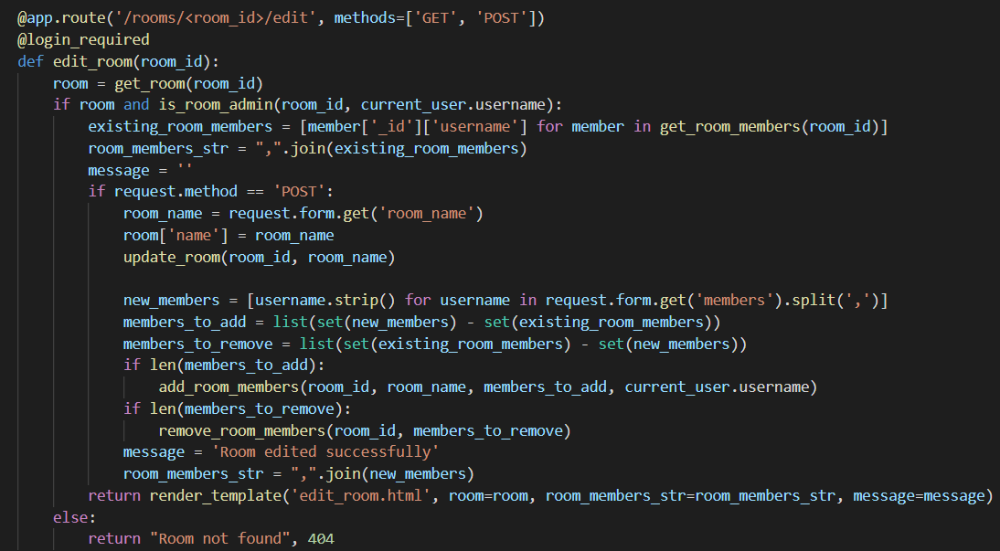 @app.route('/rooms/<room_id>/edit', methods=['GET', 'POST'])
@login_required
def edit_room(room_id):
    room = get_room(room_id)
    if room and is_room_admin(room_id, current_user.username):
        existing_room_members = [member['_id']['username'] for member in get_room_members(room_id)]
        room_members_str = ",".join(existing_room_members)
        message = ''
        if request.method == 'POST':
            room_name = request.form.get('room_name')
            room['name'] = room_name
            update_room(room_id, room_name)

            new_members = [username.strip() for username in request.form.get('members').split(',')]
            members_to_add = list(set(new_members) - set(existing_room_members))
            members_to_remove = list(set(existing_room_members) - set(new_members))
            if len(members_to_add):
                add_room_members(room_id, room_name, members_to_add, current_user.username)
            if len(members_to_remove):
                remove_room_members(room_id, members_to_remove)
            message = 'Room edited successfully'
            room_members_str = ",".join(new_members)
        return render_template('edit_room.html', room=room, room_members_str=room_members_str, message=message)
    else:
        return "Room not found", 404